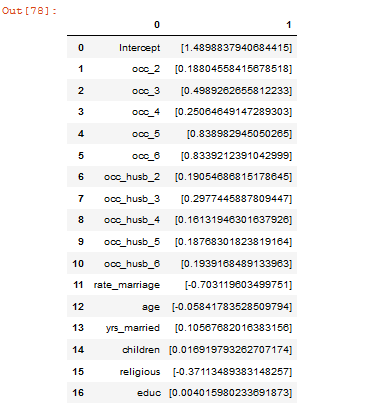 Out[78]:
0 1
0 Intercept [1.4898837940684415]
1 occ_2 [0.18804558415678518]
2 occ_3 [0.4989262655812233]
3 occ_4 [0.25064649147289303]
4 occ_5 [0.838982945050265]
5 occ_6 [0.8339212391042999]
6 occ_husb_2 [0.19054686815178645]
7 occ_husb_3 [0.2977445887809447]
8 occ_husb_4 [0.16131946301637926]
9 occ_husb_5 [0.18768301823819164]
10 occ_husb_6 [0.1939168489133963]
11 rate_marriage [-0.703119603499751]
12 age [-0.05841783528509794]
13 yrs_married [0.10567682016383156]
14 children [0.016919793262707174]
15 religious [-0.37113489383148257]
16 educ [0.004015980233691873]